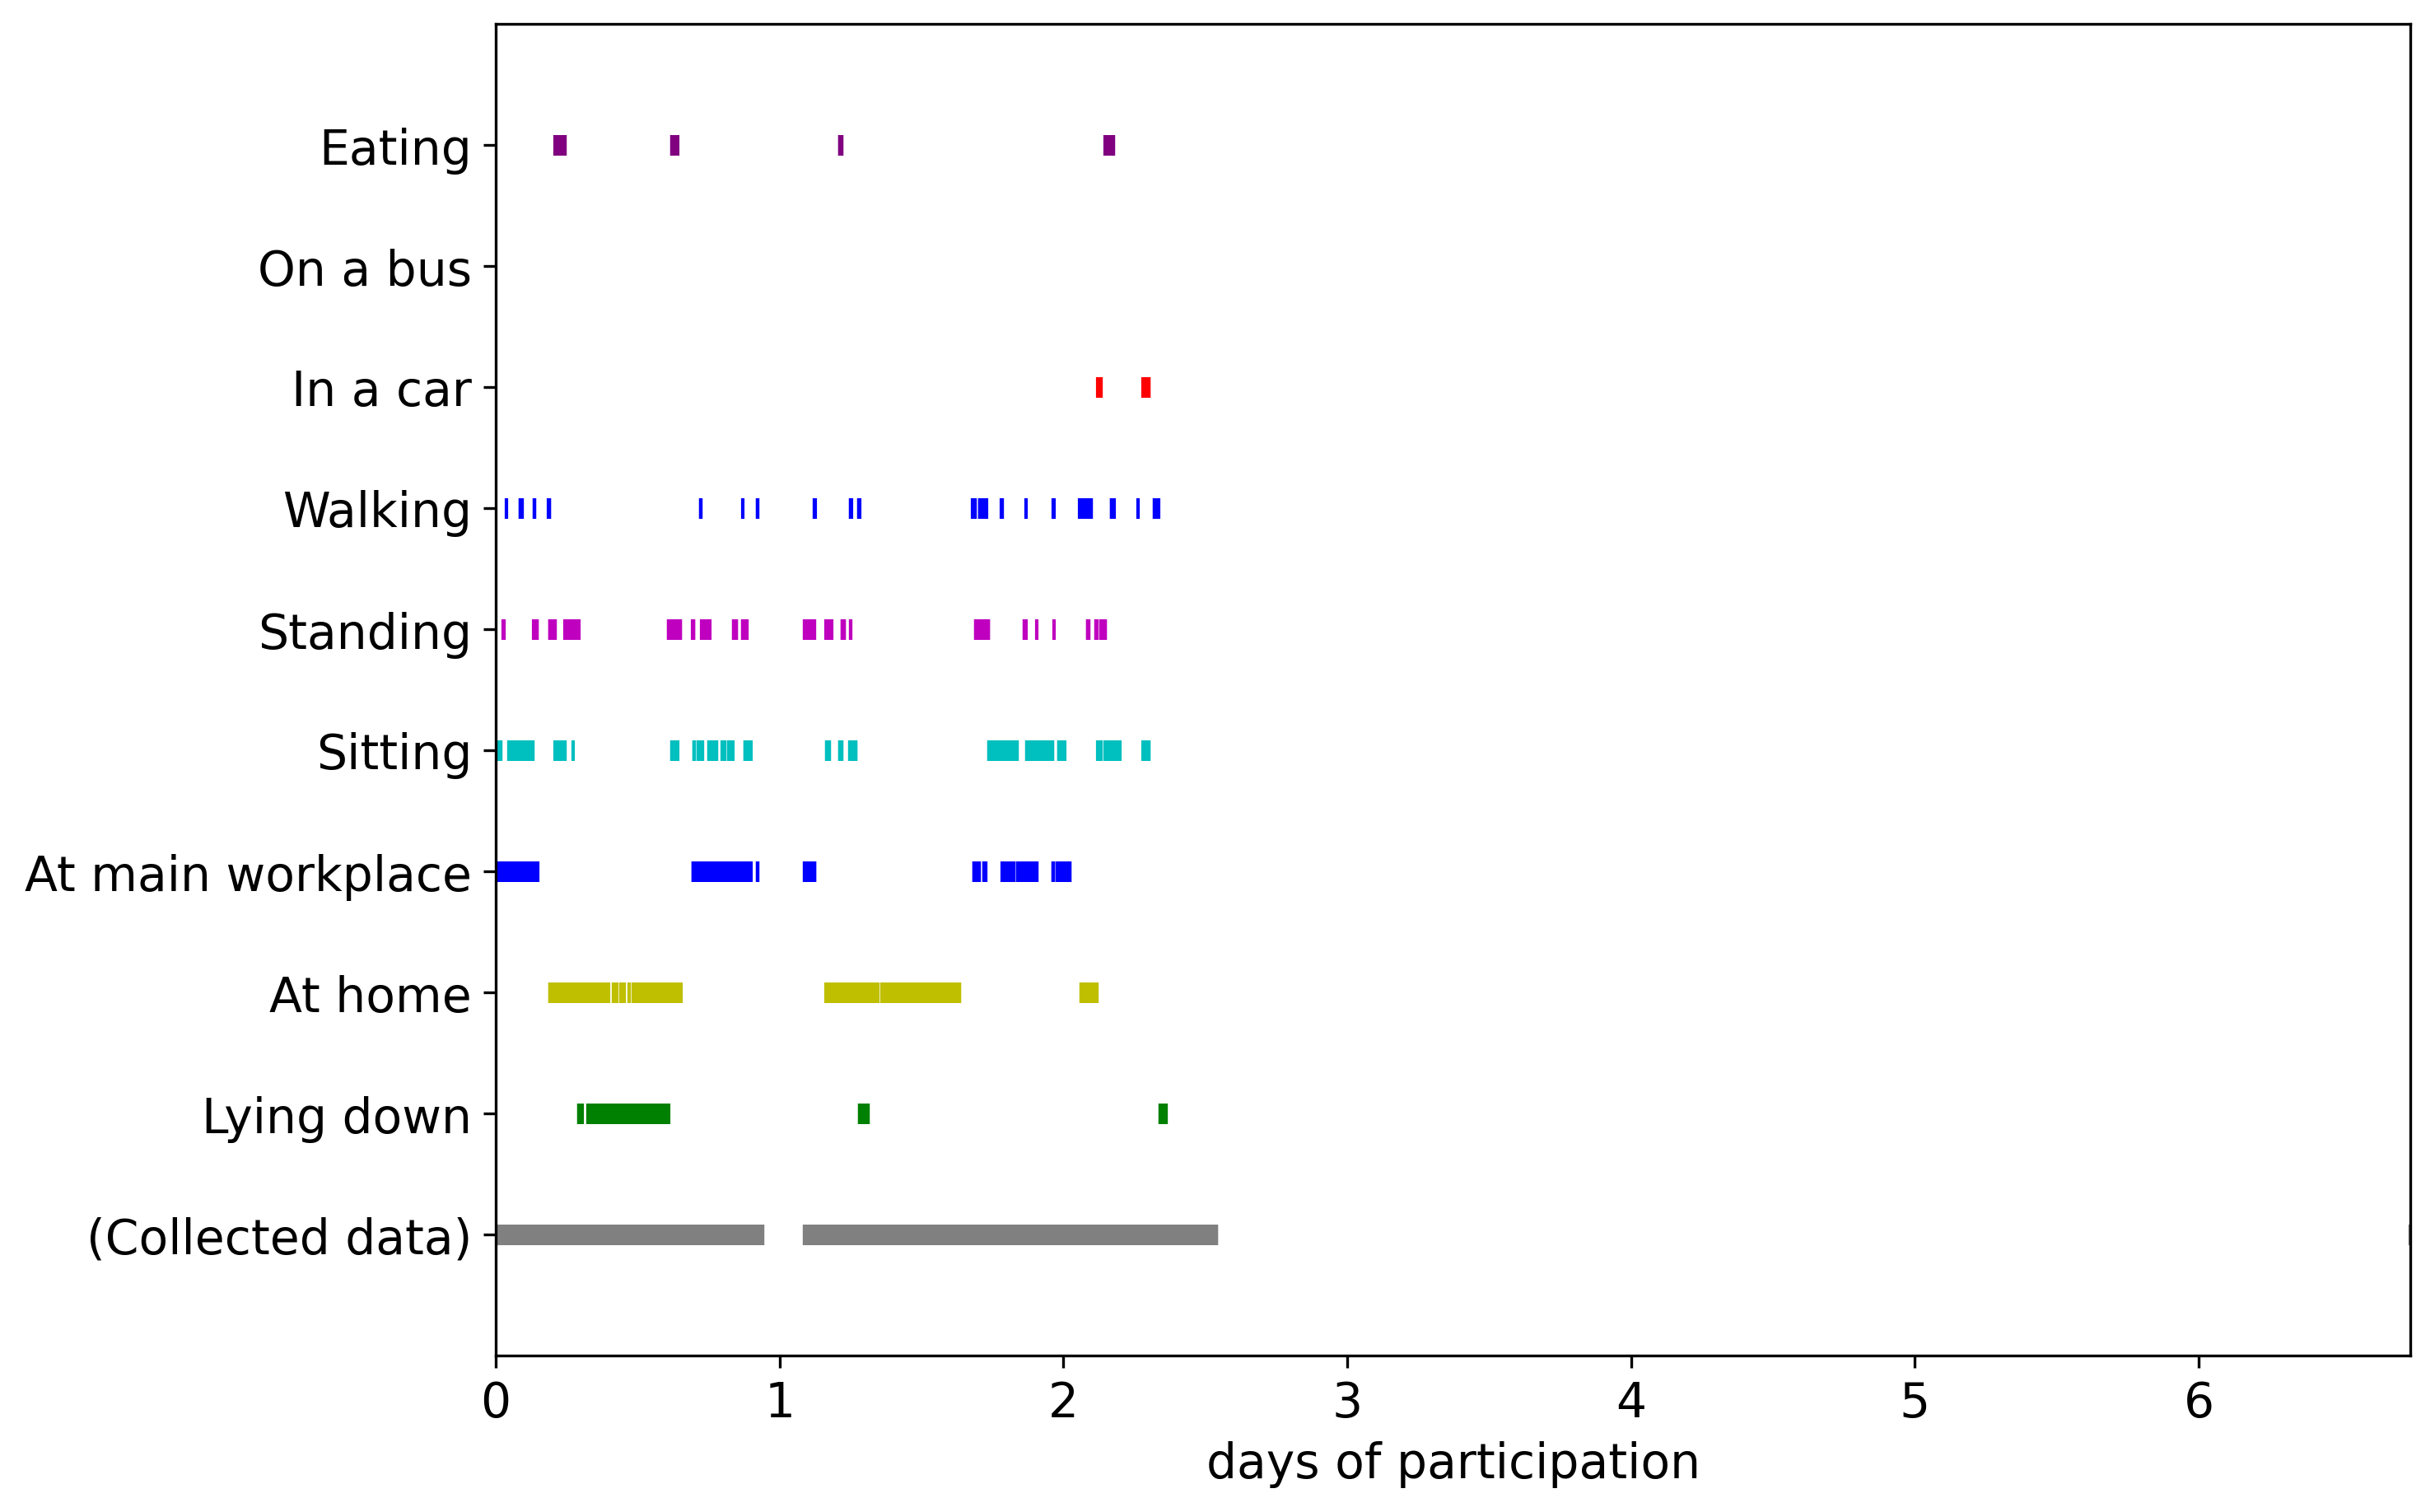 Eating
On a bus
In a car
Walking
Standing
Sitting
At main workplace
At home
Lying down
(Collected data)
0 1 2 3 4 5 6
days of participation